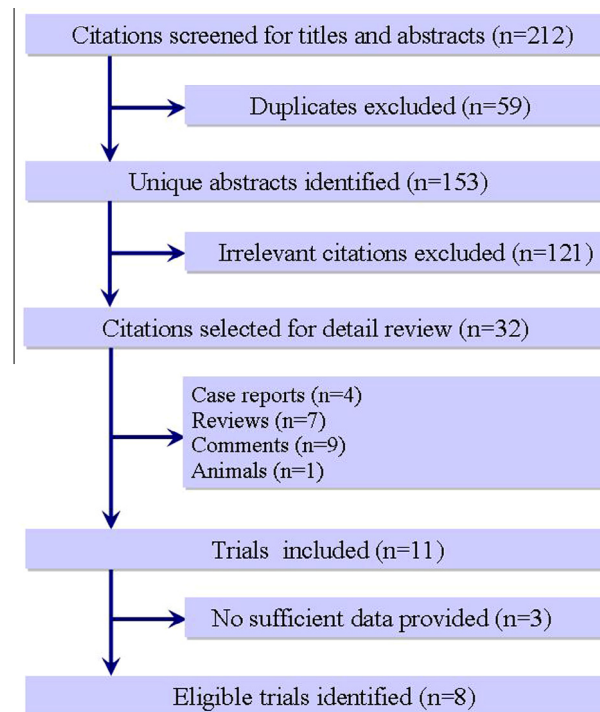 Citations screened for titles and abstracts (n=212)
Duplicates excluded (n=59)
Unique abstracts identified (n=153)
Irrelevant citations excluded (n=121)
Citations selected for detail review (n=32)
Case reports (n=4)
Reviews (n=7)
Comments (n=9)
Animals (n=1)
Trials included (n=11)
No sufficient data provided (n=3)
Eligible trials identified (n=8)